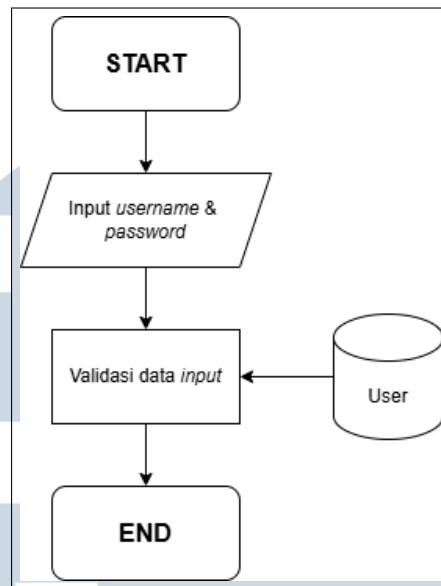 START
Input username &
password
Validasi data input
User
END